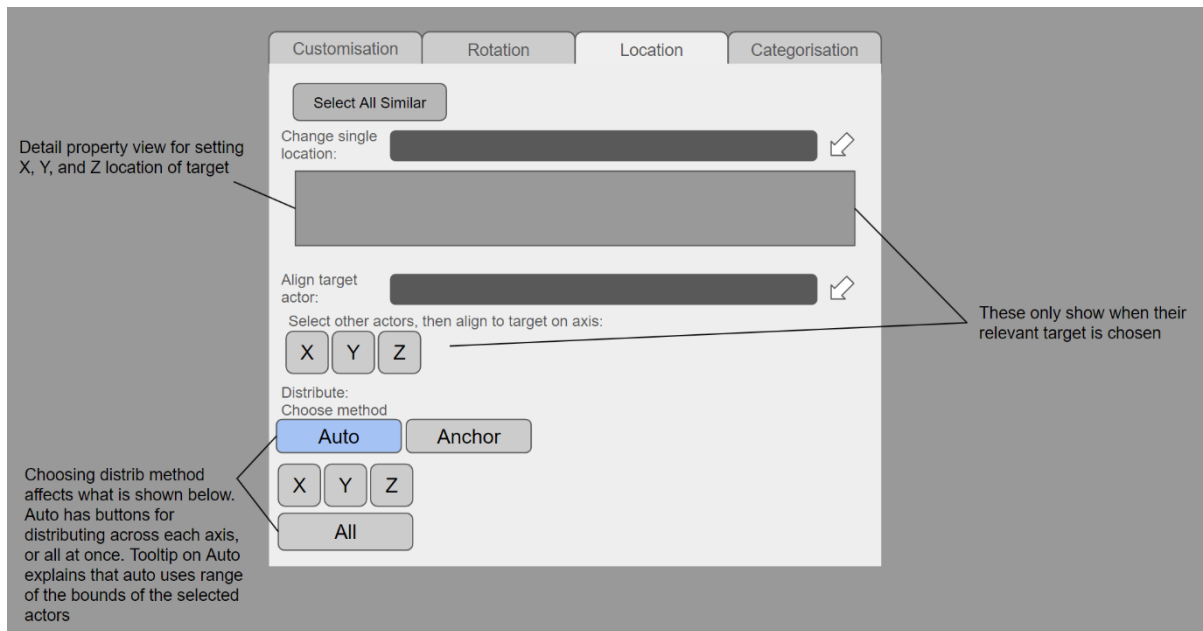 Customisation
Rotation
Location
Categorisation
Select All Similar
Change single
location:
Detail property view for setting
X, Y, and Z location of target
Align target
actor:
Select other actors, then align to target on axis:
X Y Z
These only show when their
relevant target is chosen
Distribute:
Choose method
Auto
Anchor
X Y Z
All
Choosing distrib method
affects what is shown below.
Auto has buttons for
distributing across each axis,
or all at once. Tooltip on Auto
explains that auto uses range
of the bounds of the selected
actors